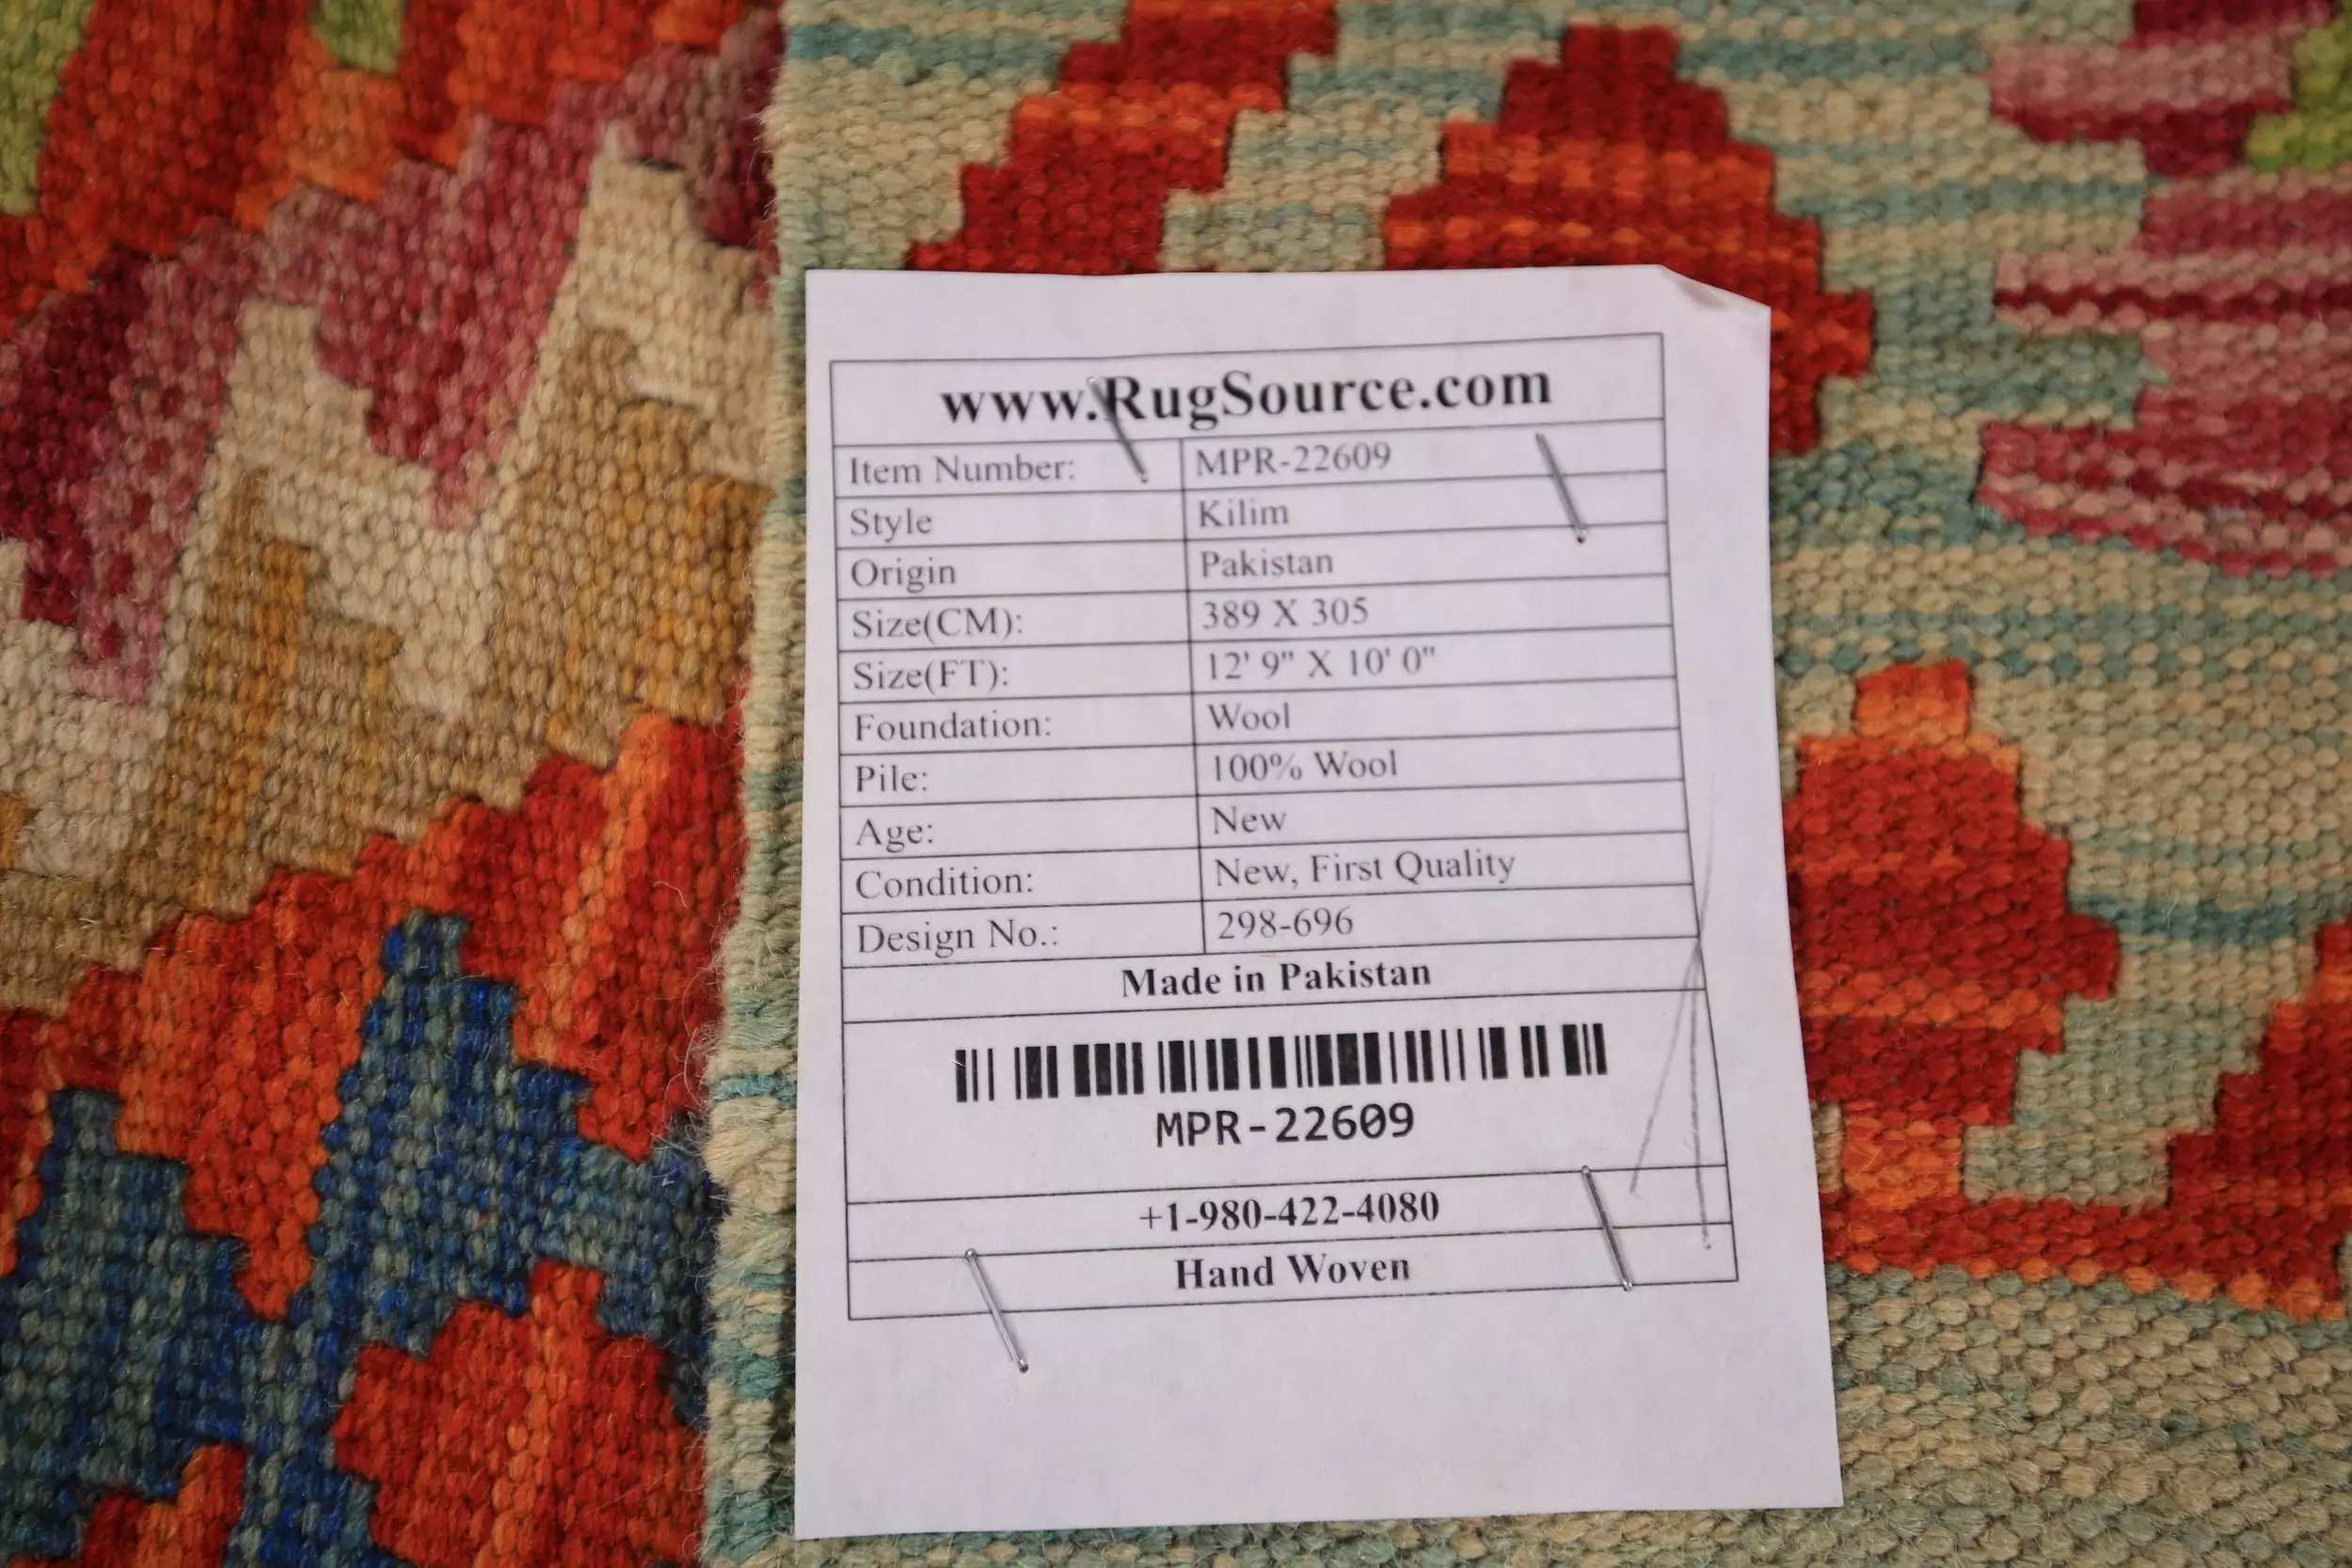 www.RugSource.com
Item Number: MPR-22609
Style Kilim
Origin Pakistan
Size(CM): 389 X 305
Size(FT): 12' 9" X 10' 0"
Foundation: Wool
Pile: 100% Wool
Age: New
Condition: New, First Quality
Design No.: 298-696
Made in Pakistan
MPR-22609
+1-980-422-4080
Hand Woven